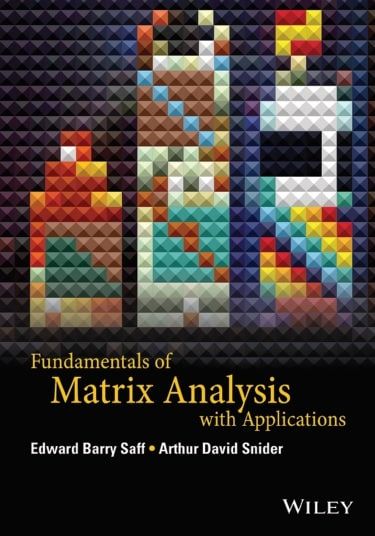 Fundamentals of
Matrix Analysis
with Applications
Edward Barry Saff • Arthur David Snider
WILEY